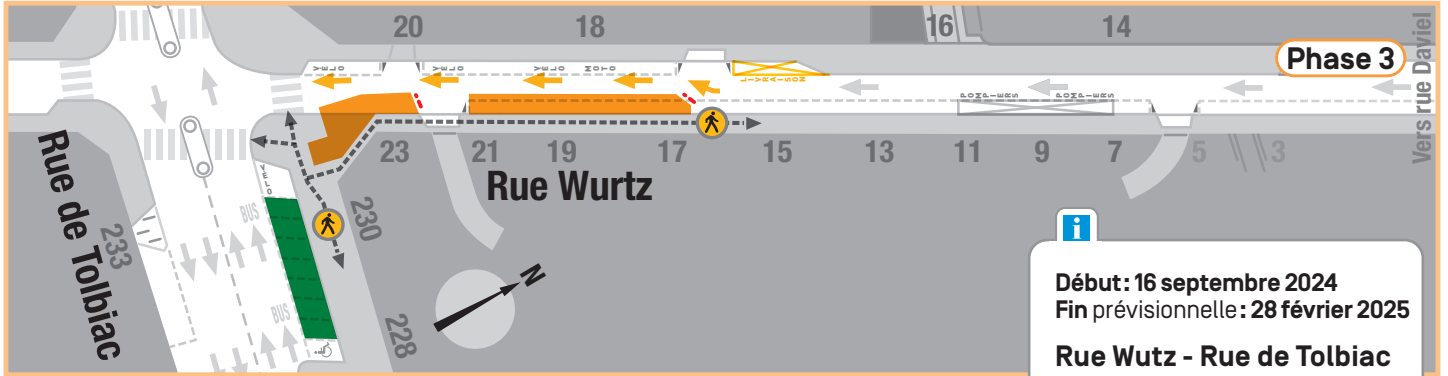 20
18
16
14
Phase 3
Vers rue Daviel
VELO
VELO
VELO MOTO
LIVRAISON
POMPIERS
POMPIERS
23
21
19
17
15
13
11
9
7
5
3
Rue Wurtz
Rue de Tolbiac
VELO
BUS
BUS
233
230
228
N
i
Début : 16 septembre 2024
Fin prévisionnelle : 28 février 2025
Rue Wutz - Rue de Tolbiac